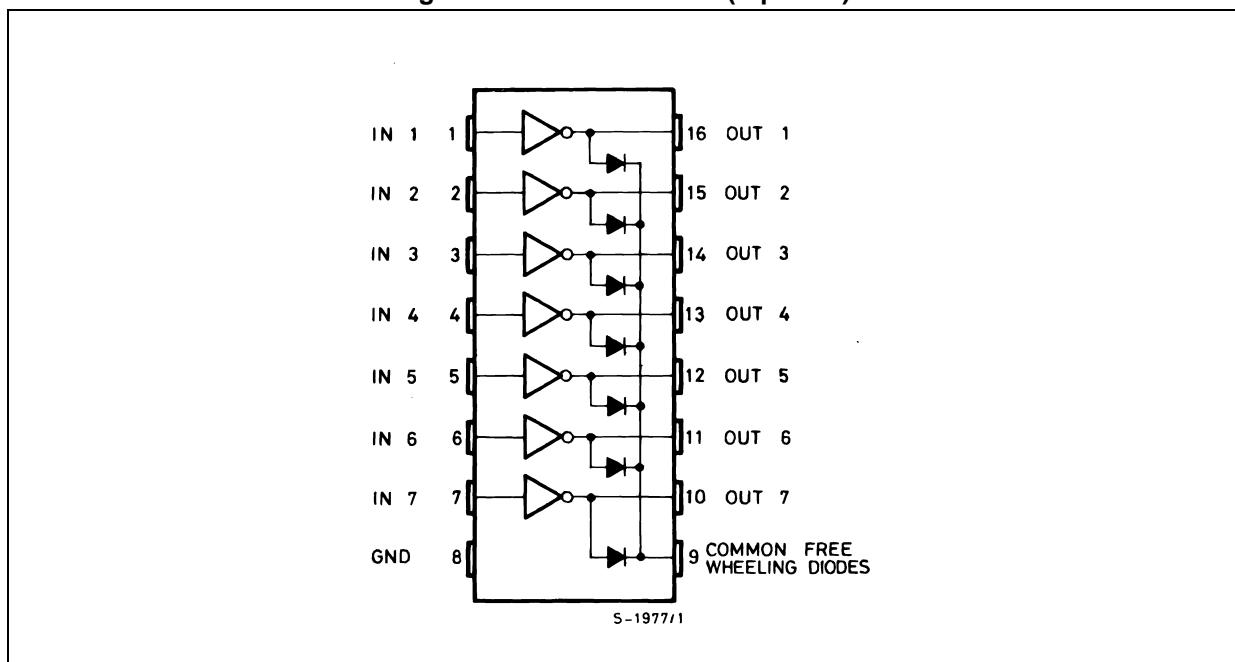 IN 1 1 16 OUT 1
IN 2 2 15 OUT 2
IN 3 3 14 OUT 3
IN 4 4 13 OUT 4
IN 5 5 12 OUT 5
IN 6 6 11 OUT 6
IN 7 7 10 OUT 7
GND 8 9 COMMON FREE
WHEELING DIODES
S-1977/1